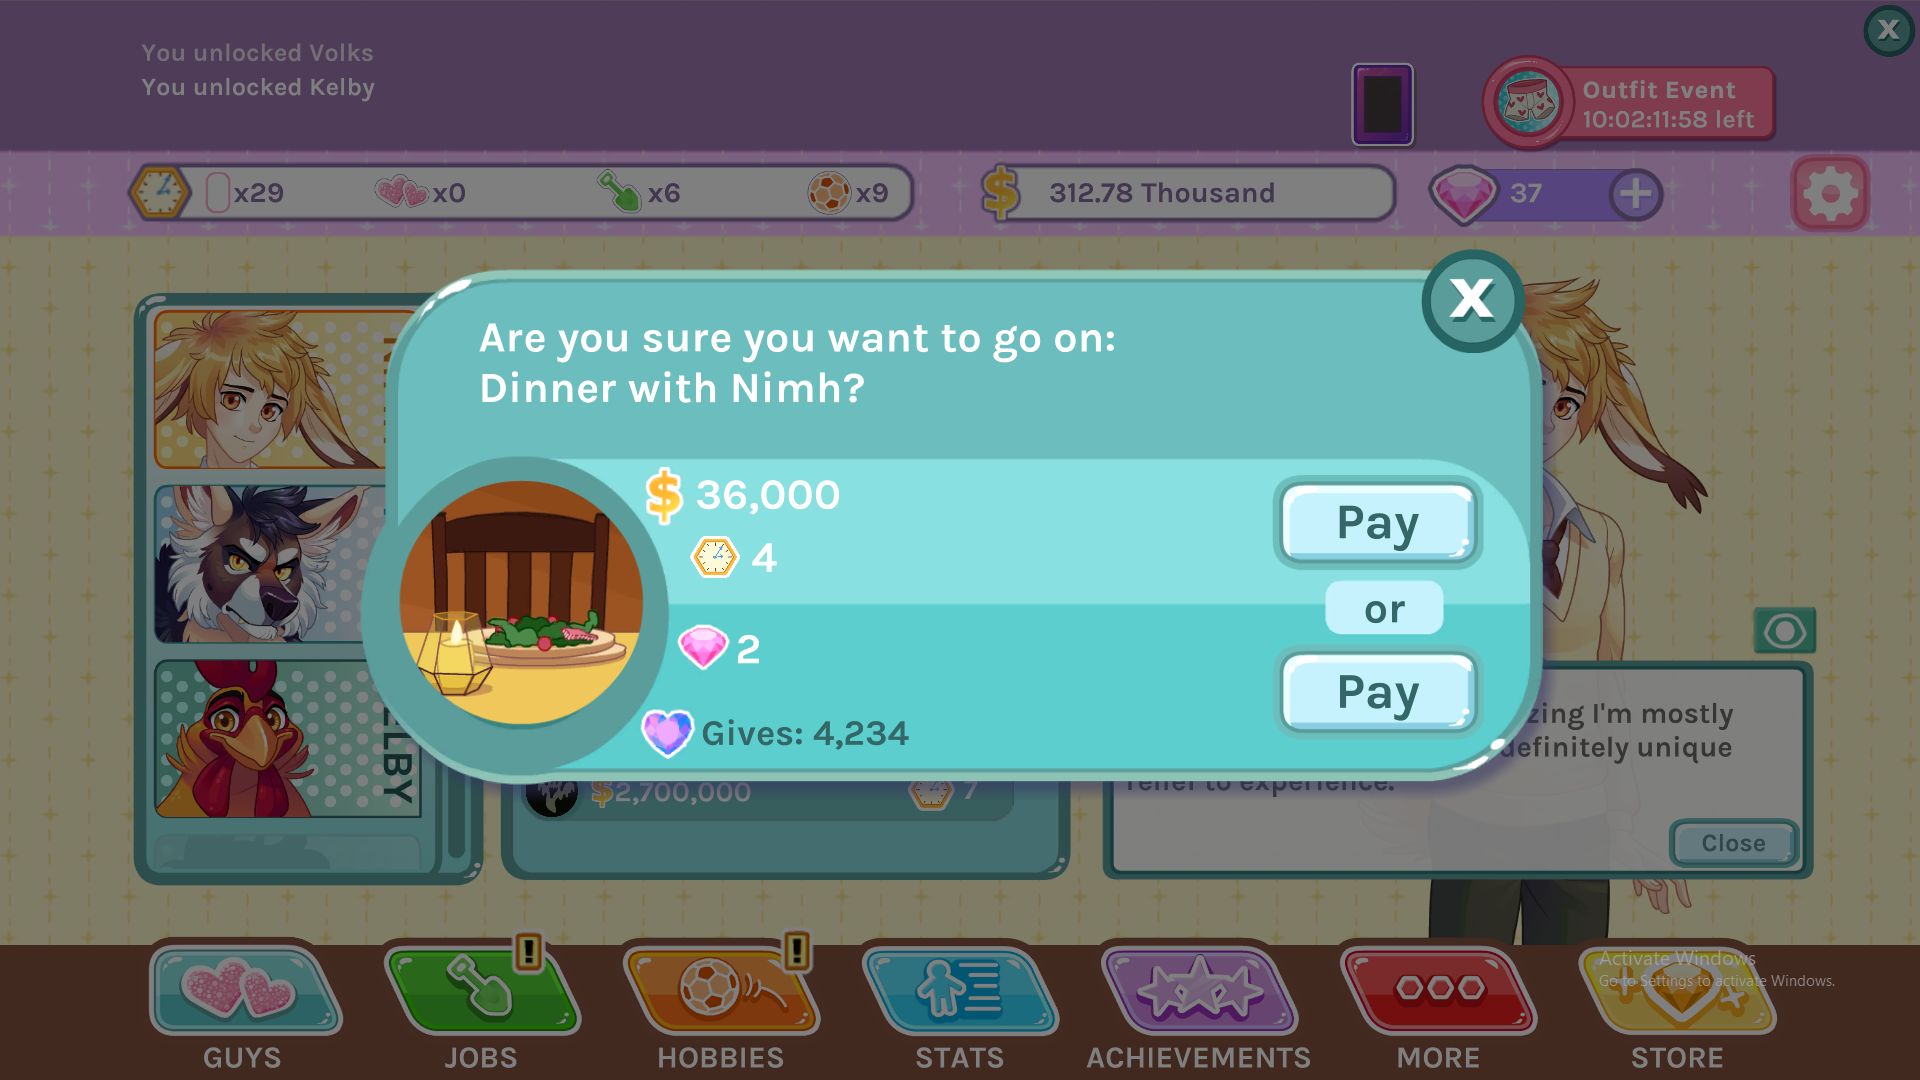 You unlocked Volks
You unlocked Kelby
X
Outfit Event
10:02:11:58 left
x29
x0
x6
x9
$ 312.78 Thousand
37
+
X
Are you sure you want to go on:
Dinner with Nimh?
$ 36,000
4
Pay
or
2
Pay
Gives: 4,234
ELBY
$2,700,000
7
zing I'm mostly
definitely unique
to experience.
Close
!
!
Activate Windows
Go to Settings to activate Windows.
GUYS
JOBS
HOBBIES
STATS
ACHIEVEMENTS
MORE
STORE